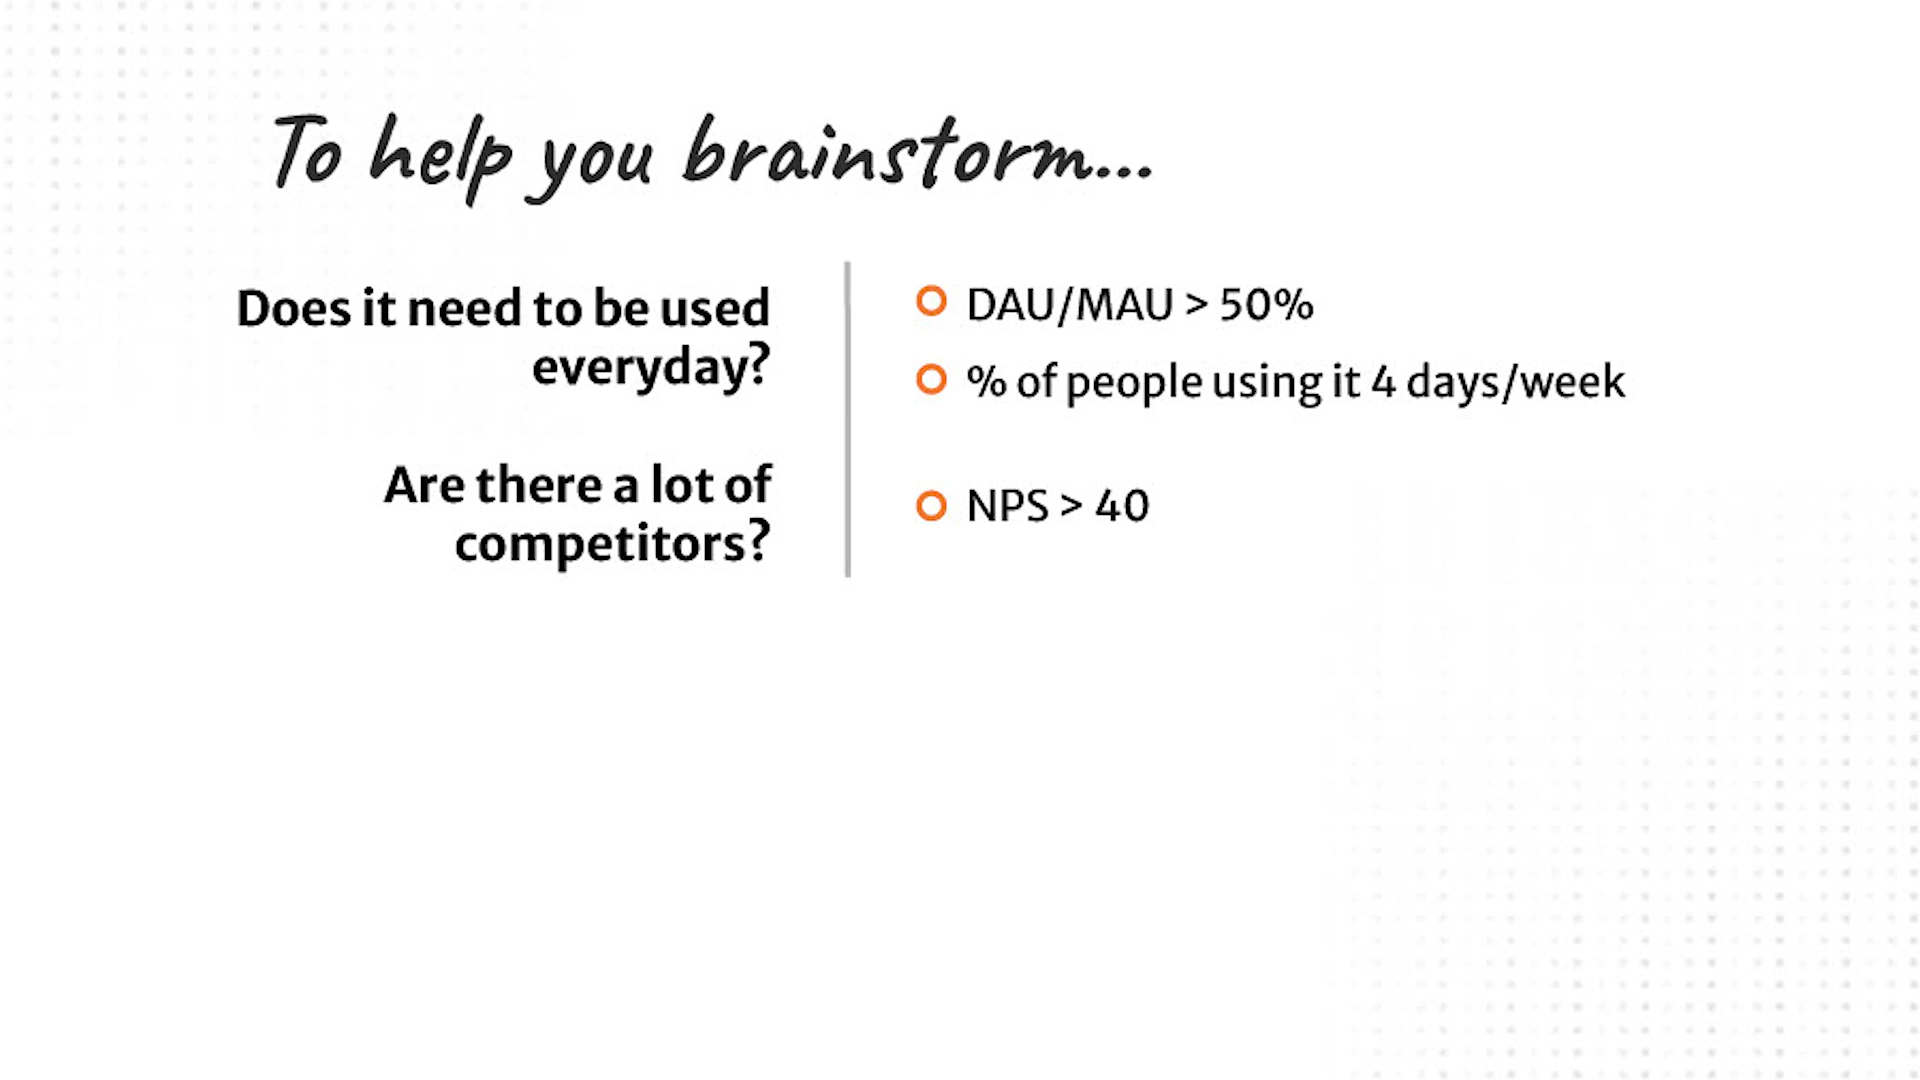 To help you brainstorm...
Does it need to be used
everyday?
DAU/MAU > 50%
% of people using it 4 days/week
Are there a lot of
competitors?
NPS > 40